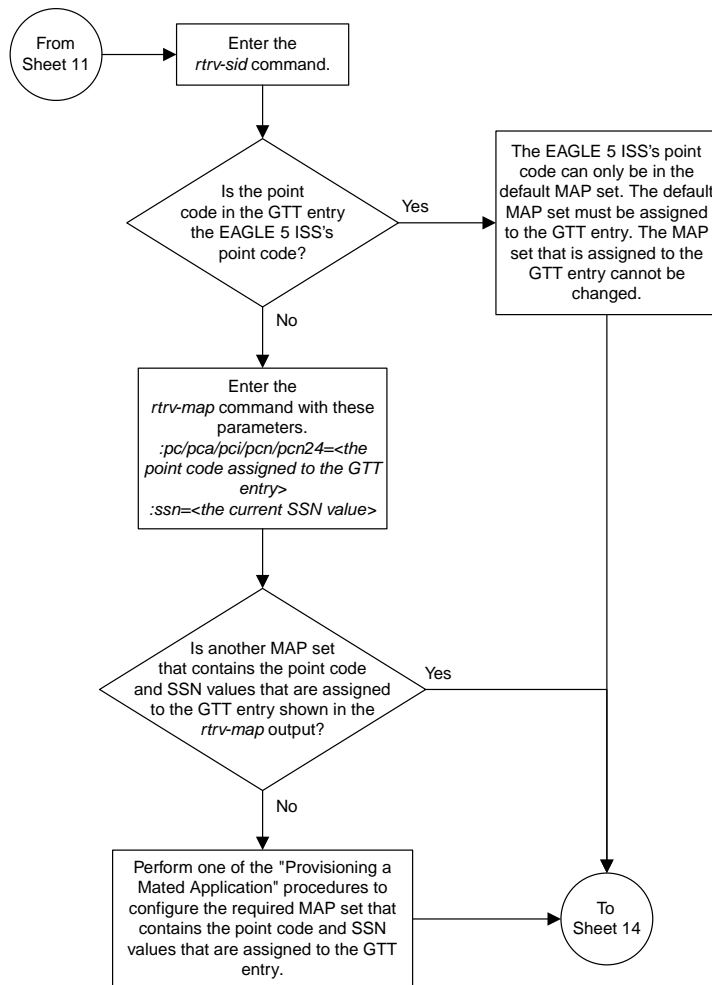 From
Sheet 11
Enter the
rtrv-sid command.
Is the point
code in the GTT entry
the EAGLE 5 ISS's
point code?
Yes
The EAGLE 5 ISS's point
code can only be in the
default MAP set. The default
MAP set must be assigned
to the GTT entry. The MAP
set that is assigned to the
GTT entry cannot be
changed.
No
Enter the
rtrv-map command with these
parameters.
:pc/pca/pci/pcn/pcn24=<the
point code assigned to the GTT
entry>
:ssn=<the current SSN value>
Is another MAP set
that contains the point code
and SSN values that are assigned
to the GTT entry shown in the
rtrv-map output?
Yes
No
Perform one of the "Provisioning a
Mated Application" procedures to
configure the required MAP set that
contains the point code and SSN
values that are assigned to the GTT
entry.
To
Sheet 14